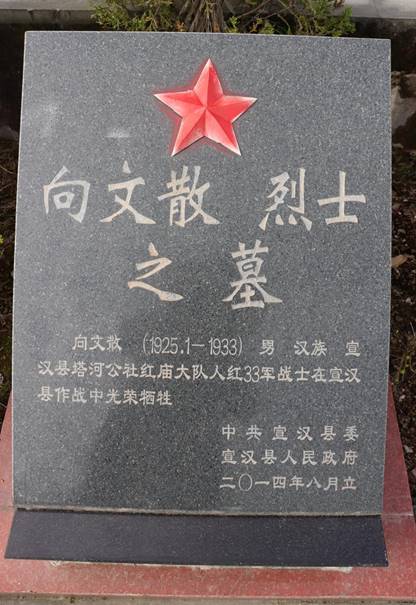 向文散 烈士
之墓
向文散 (1925.1—1933) 男 汉族 宣
汉县塔河公社红庙大队人红33军战士在宣汉
县作战中光荣牺牲
中共宣汉县委
宣汉县人民政府
二〇一四年八月立